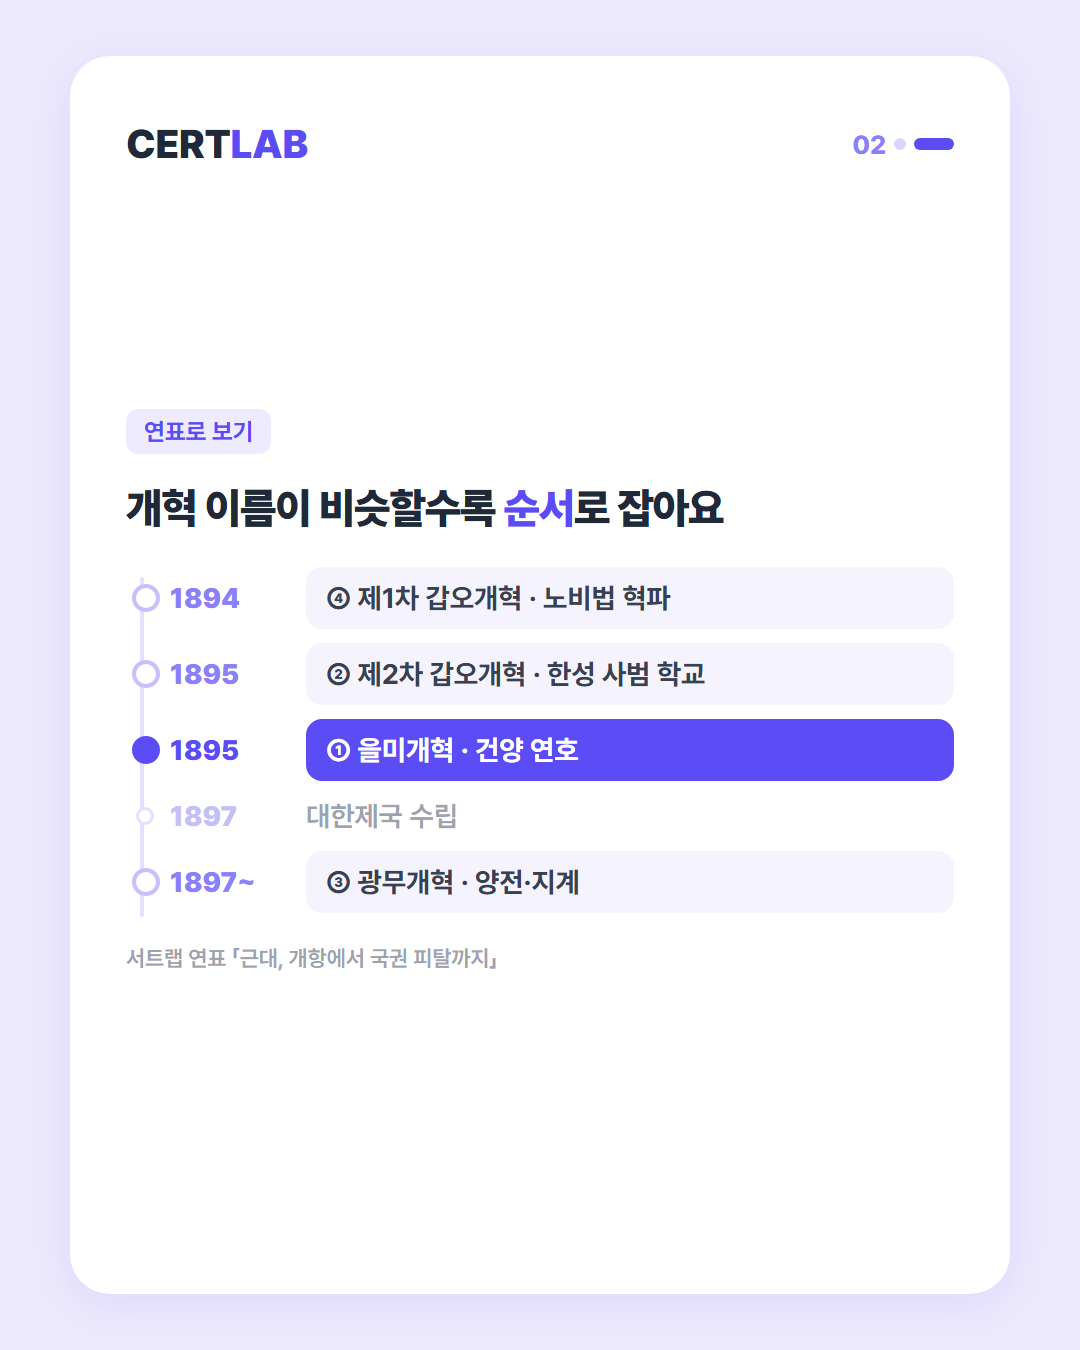 CERTLAB
02
연표로 보기
개혁 이름이 비슷할수록 순서로 잡아요
1894 ④ 제1차 갑오개혁 · 노비법 혁파
1895 ② 제2차 갑오개혁 · 한성 사범 학교
1895 ① 을미개혁 · 건양 연호
1897 대한제국 수립
1897~ ③ 광무개혁 · 양전·지계
서트랩 연표 「근대, 개항에서 국권 피탈까지」